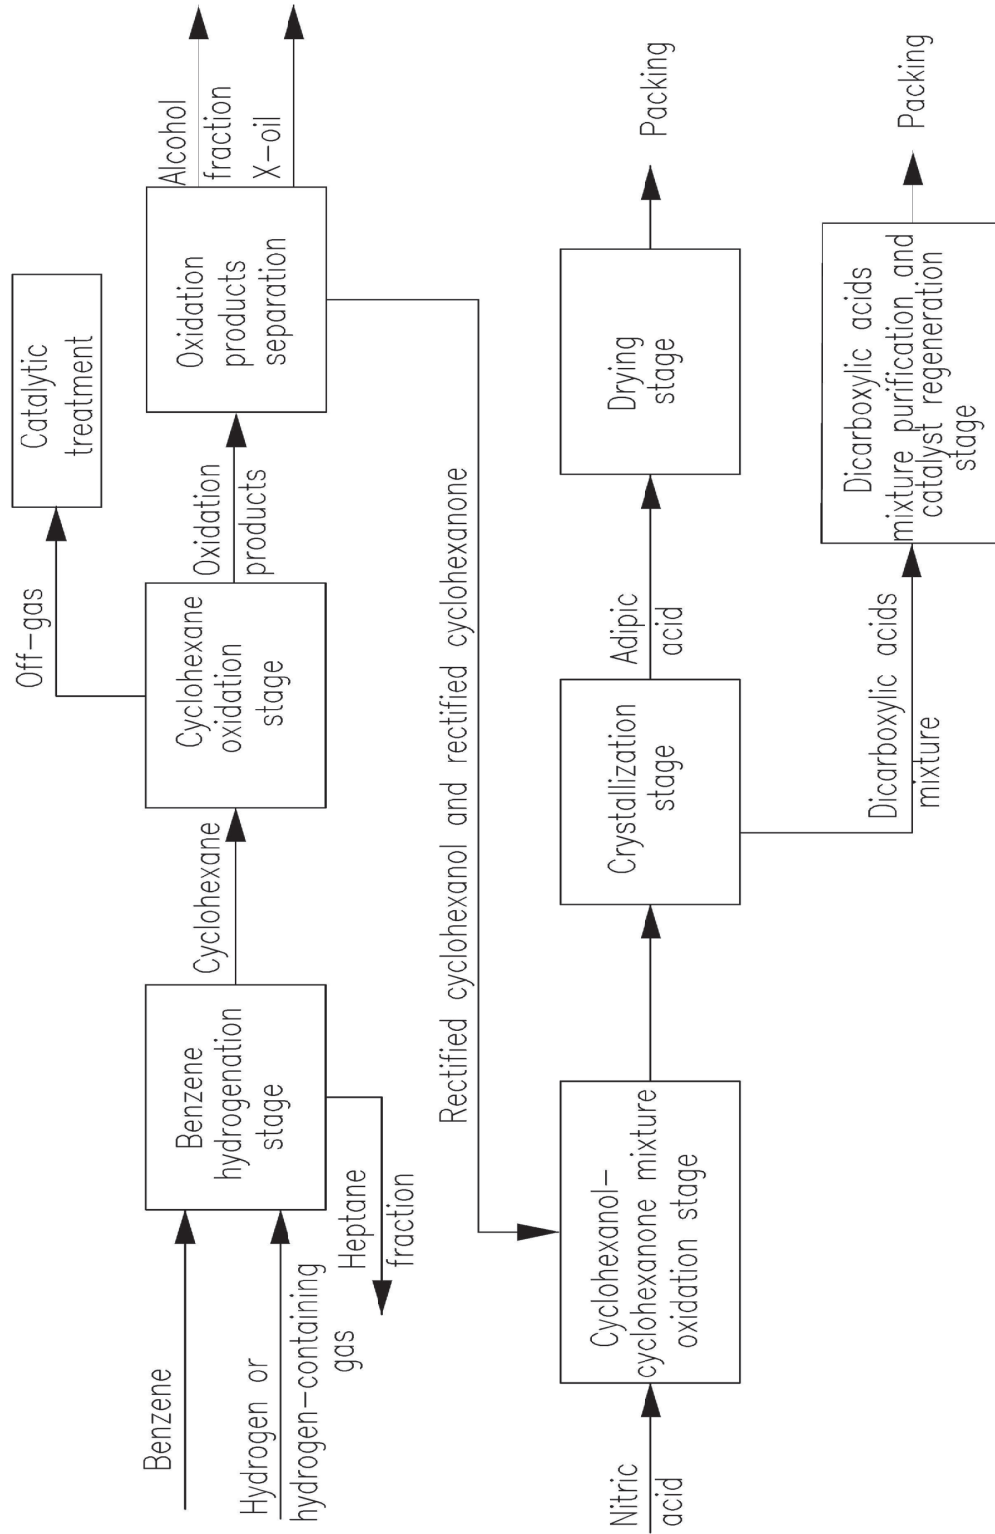 Benzene
Hydrogen or
hydrogen-containing
gas
Benzene
hydrogenation
stage
Heptane
fraction
Cyclohexane
Cyclohexane
oxidation
stage
Off-gas
Catalytic
treatment
Oxidation
products
Oxidation
products
separation
Alcohol
fraction
X-oil
Rectified cyclohexanol and rectified cyclohexanone
Nitric
acid
Cyclohexanol-
cyclohexanone mixture
oxidation stage
Crystallization
stage
Adipic
acid
Drying
stage
Packing
Dicarboxylic acids
mixture
Dicarboxylic acids
mixture purification and
catalyst regeneration
stage
Packing